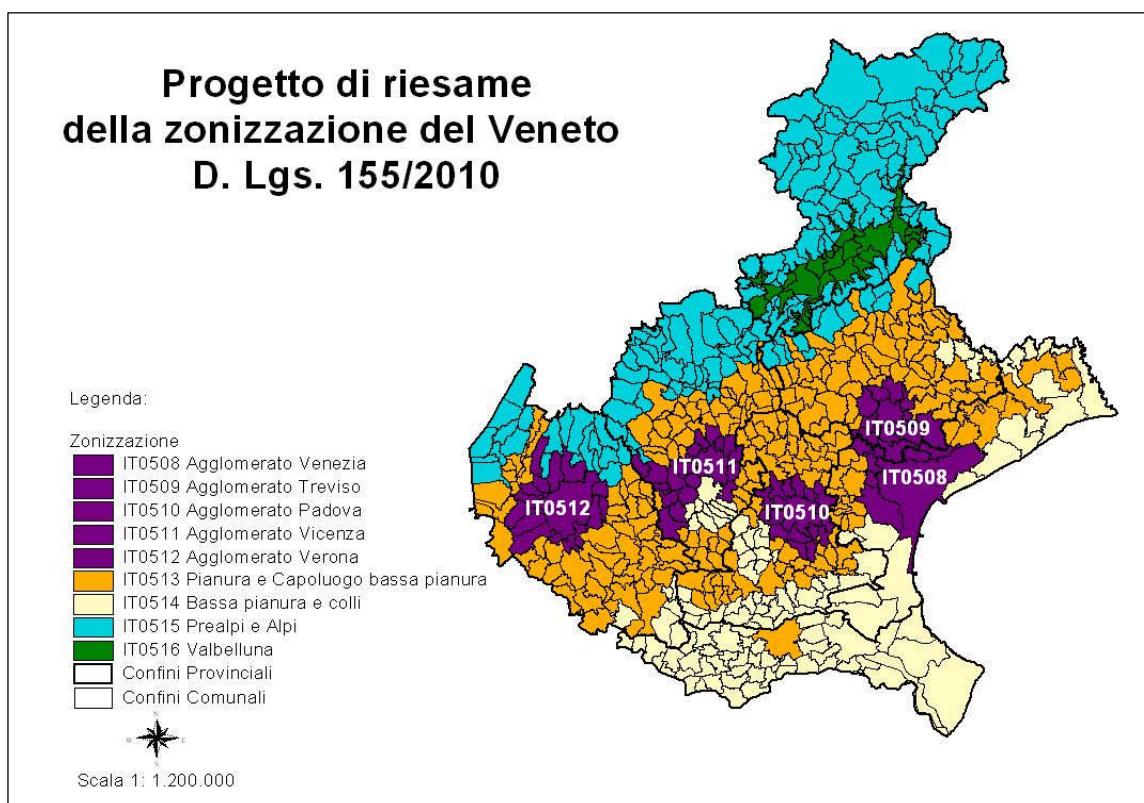 Progetto di riesame
della zonizzazione del Veneto
D. Lgs. 155/2010
IT0509
IT0511
IT0508
IT0512
IT0510
Legenda:
Zonizzazione
IT0508 Agglomerato Venezia
IT0509 Agglomerato Treviso
IT0510 Agglomerato Padova
IT0511 Agglomerato Vicenza
IT0512 Agglomerato Verona
IT0513 Pianura e Capoluogo bassa pianura
IT0514 Bassa pianura e colli
IT0515 Prealpi e Alpi
IT0516 Valbelluna
Confini Provinciali
Confini Comunali
N
W E
S
Scala 1: 1.200.000